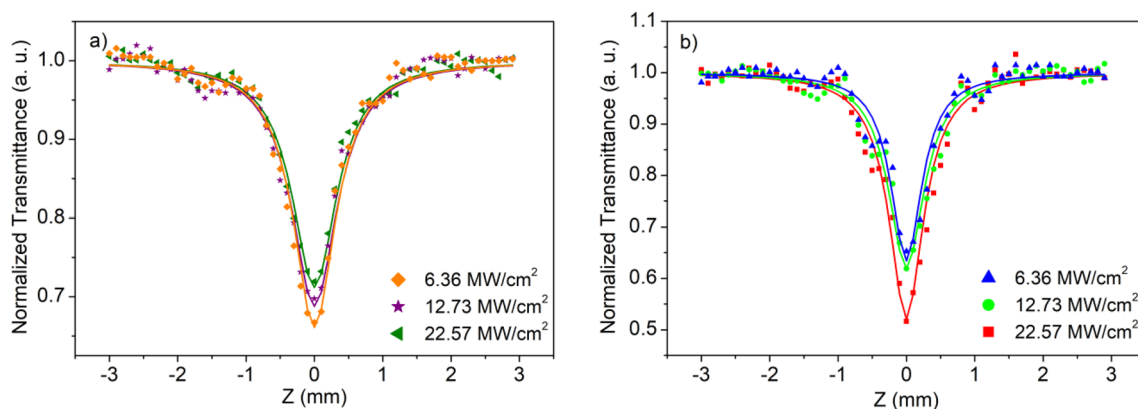 a)
Normalized Transmittance (a. u.)
1.0
0.9
0.8
0.7
-3 -2 -1 0 1 2 3
Z (mm)
6.36 MW/cm²
12.73 MW/cm²
22.57 MW/cm²
b)
Normalized Transmittance (a. u.)
1.1
1.0
0.9
0.8
0.7
0.6
0.5
-3 -2 -1 0 1 2 3
Z (mm)
6.36 MW/cm²
12.73 MW/cm²
22.57 MW/cm²